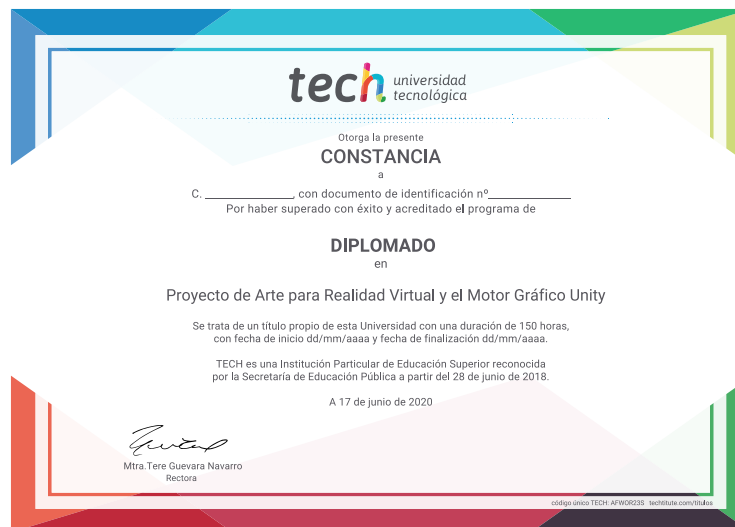 tech universidad
tecnológica
Otorga la presente
CONSTANCIA
a
C. ______________, con documento de identificación nº______________
Por haber superado con éxito y acreditado el programa de
DIPLOMADO
en
Proyecto de Arte para Realidad Virtual y el Motor Gráfico Unity
Se trata de un título propio de esta Universidad con una duración de 150 horas,
con fecha de inicio dd/mm/aaaa y fecha de finalización dd/mm/aaaa.
TECH es una Institución Particular de Educación Superior reconocida
por la Secretaría de Educación Pública a partir del 28 de junio de 2018.
A 17 de junio de 2020
Mtra.Tere Guevara Navarro
Rectora
código único TECH: AFWOR23S techtitute.com/títulos